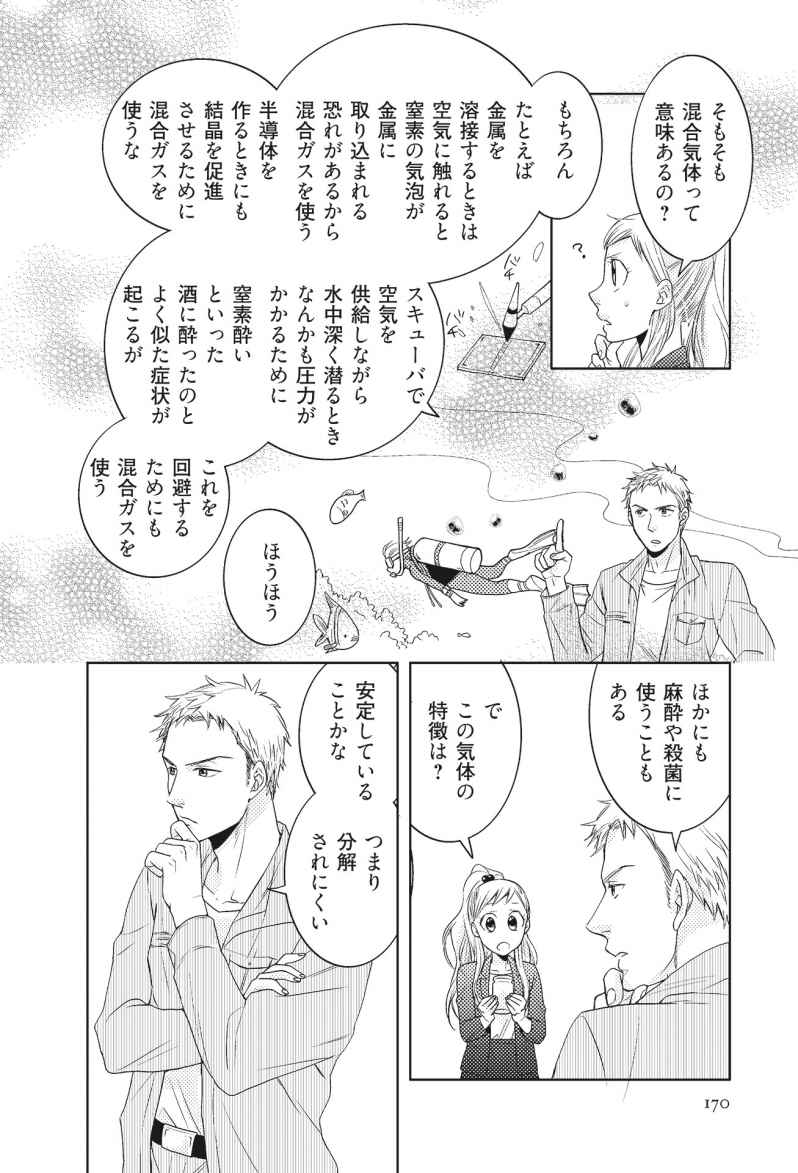 そもそも
混合気体って
意味あるの？
?
もちろん
たとえば
金属を
溶接するときは
空気に触れると
窒素の気泡が
金属に
取り込まれる
恐れがあるから
混合ガスを使う
半導体を
作るときにも
結晶を促進
させるために
混合ガスを
使うな
ヂヂ
ヂヂ
スキューバで
空気を
供給しながら
水中深く潜るとき
なんかも圧力が
かかるために
窒素酔い
といった
酒に酔ったのと
よく似た症状が
起こるが
これを
回避する
ためにも
混合ガスを
使う
ほうほう
ほかにも
麻酔や殺菌に
使うことも
ある
で
この気体の
特徴は？
安定している
ことかな
つまり
分解
されにくい
170